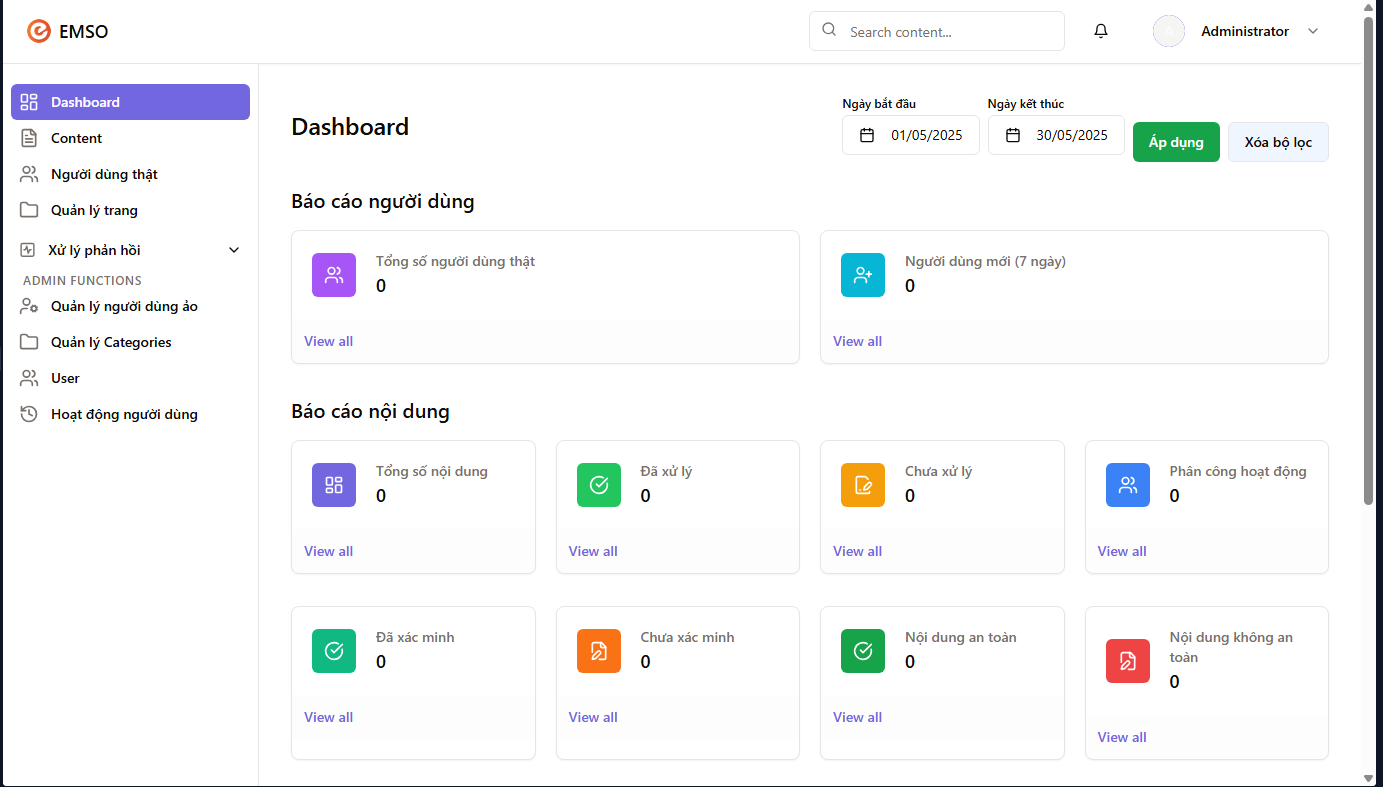 EMSO
Search content...
Administrator
Dashboard
Content
Người dùng thật
Quản lý trang
Xử lý phản hồi
ADMIN FUNCTIONS
Quản lý người dùng ảo
Quản lý Categories
User
Hoạt động người dùng
Dashboard
Ngày bắt đầu
01/05/2025
Ngày kết thúc
30/05/2025
Áp dụng
Xóa bộ lọc
Báo cáo người dùng
Tổng số người dùng thật
0
View all
Người dùng mới (7 ngày)
0
View all
Báo cáo nội dung
Tổng số nội dung
0
View all
Đã xử lý
0
View all
Chưa xử lý
0
View all
Phân công hoạt động
0
View all
Đã xác minh
0
View all
Chưa xác minh
0
View all
Nội dung an toàn
0
View all
Nội dung không an
toàn
0
View all